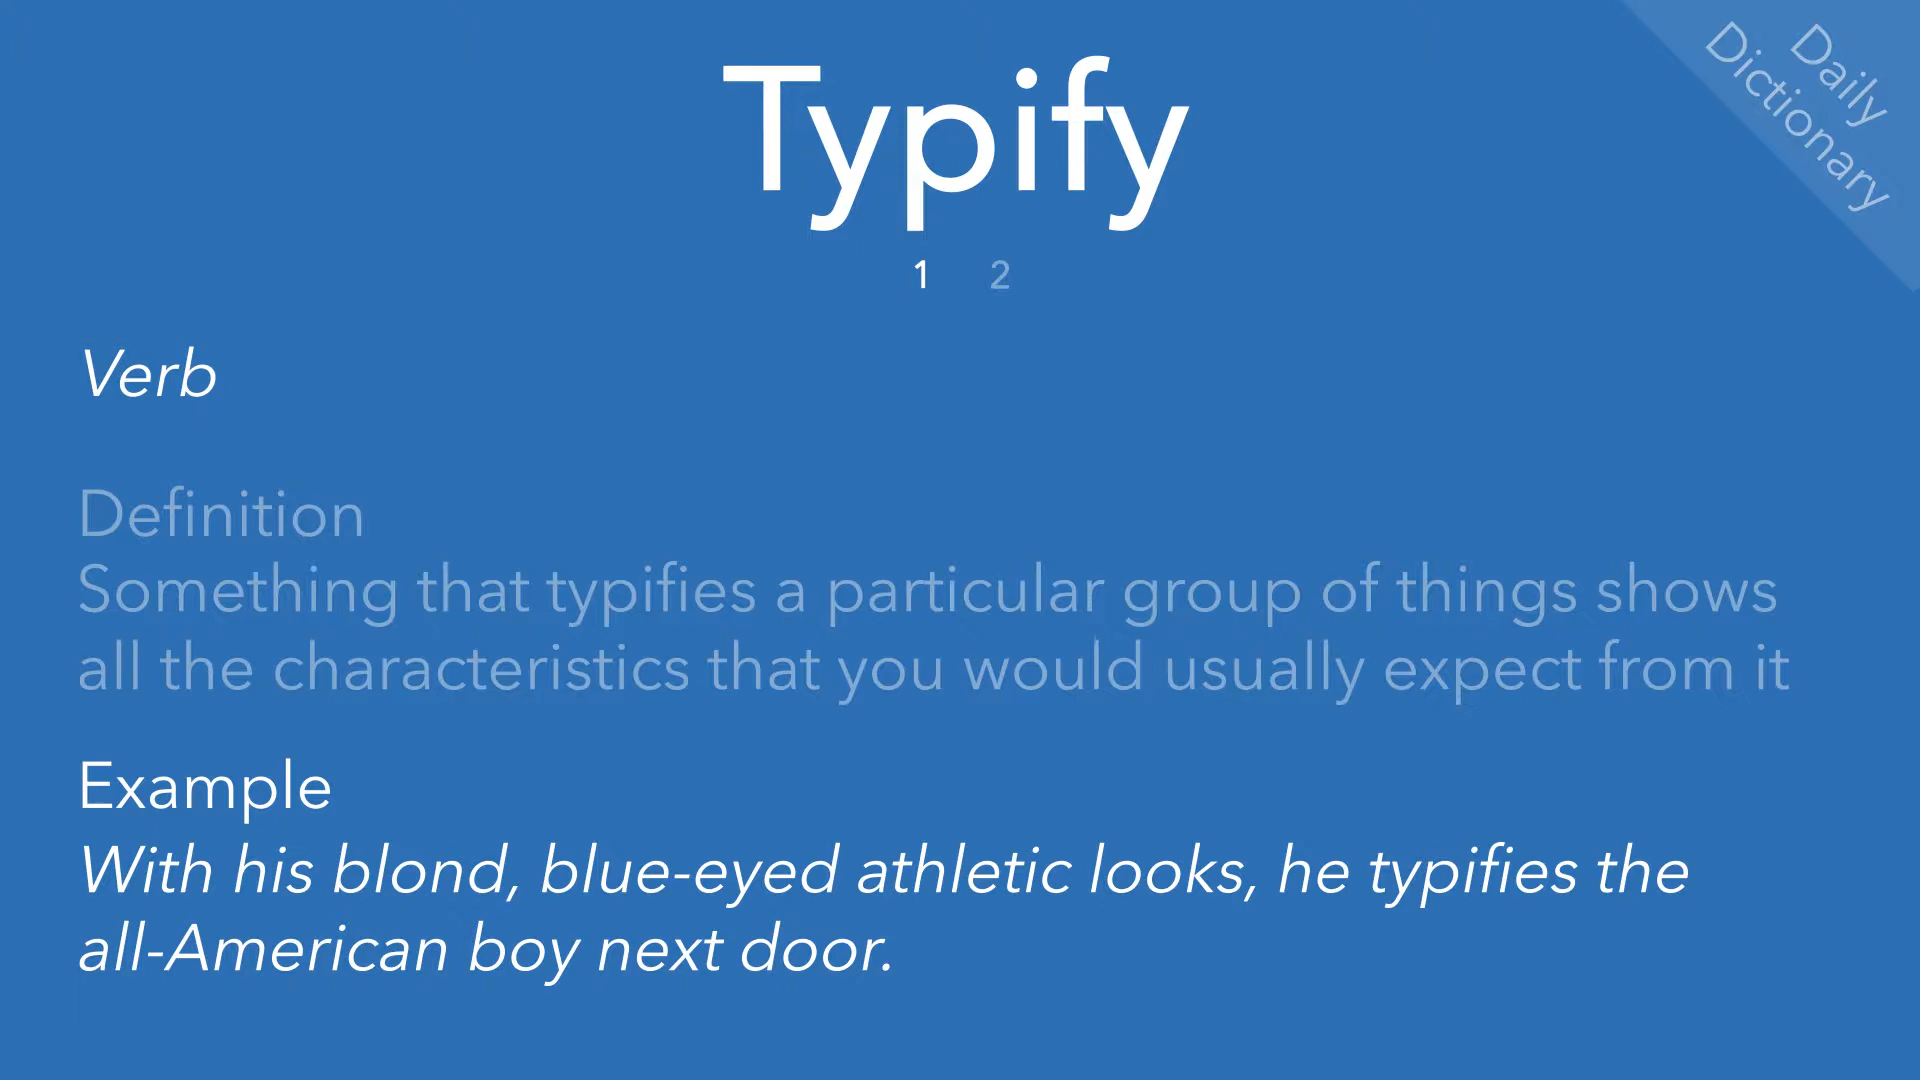 Typify
Daily
Dictionary
1 2
Verb
Definition
Something that typifies a particular group of things shows
all the characteristics that you would usually expect from it
Example
With his blond, blue-eyed athletic looks, he typifies the
all-American boy next door.